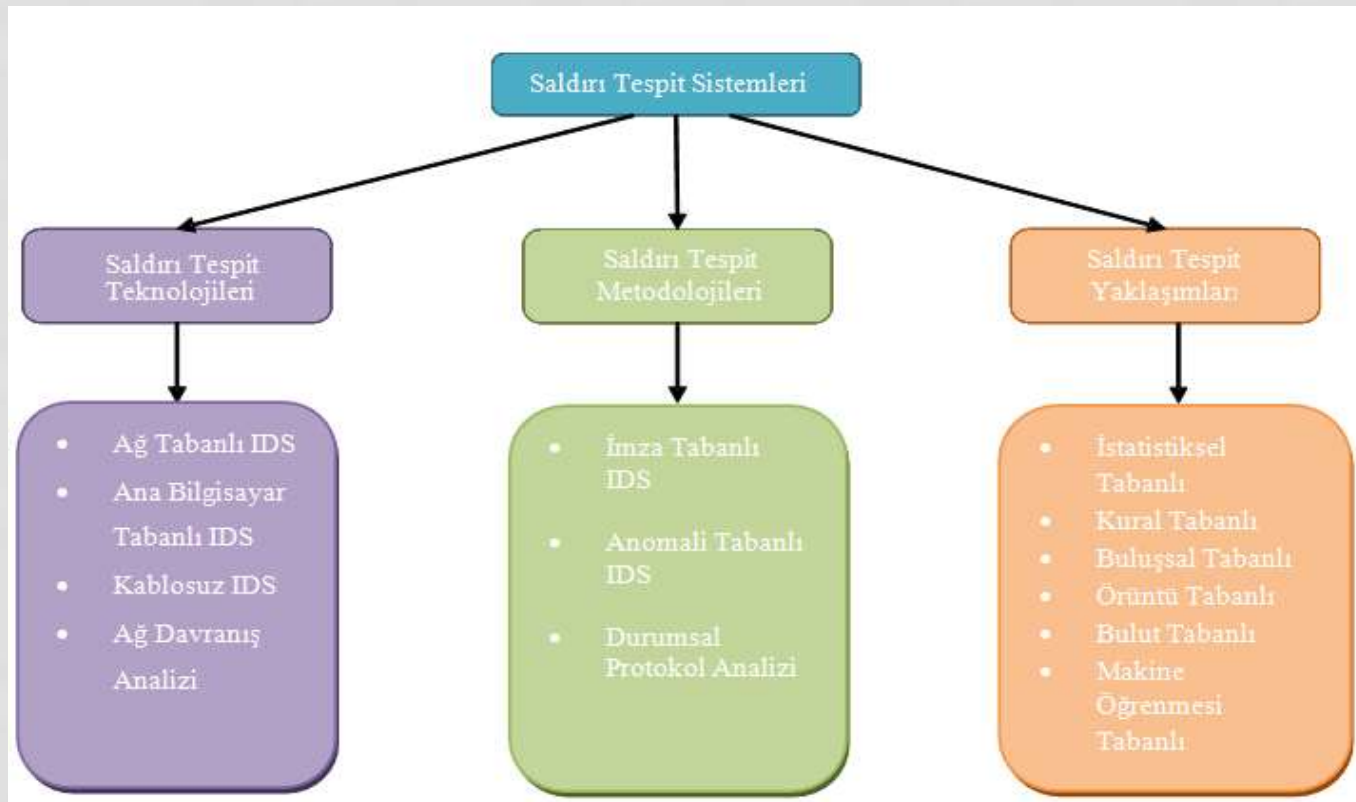 Saldırı Tespit Sistemleri
Saldırı Tespit
Teknolojileri
Saldırı Tespit
Metodolojileri
Saldırı Tespit
Yaklaşımları
• Ağ Tabanlı IDS
• Ana Bilgisayar
Tabanlı IDS
• Kablosuz IDS
• Ağ Davranış
Analizi
• İmza Tabanlı
IDS
• Anomali Tabanlı
IDS
• Durumsal
Protokol Analizi
• İstatistiksel
Tabanlı
• Kural Tabanlı
• Buluşsal Tabanlı
• Örüntü Tabanlı
• Bulut Tabanlı
• Makine
Öğrenmesi
Tabanlı